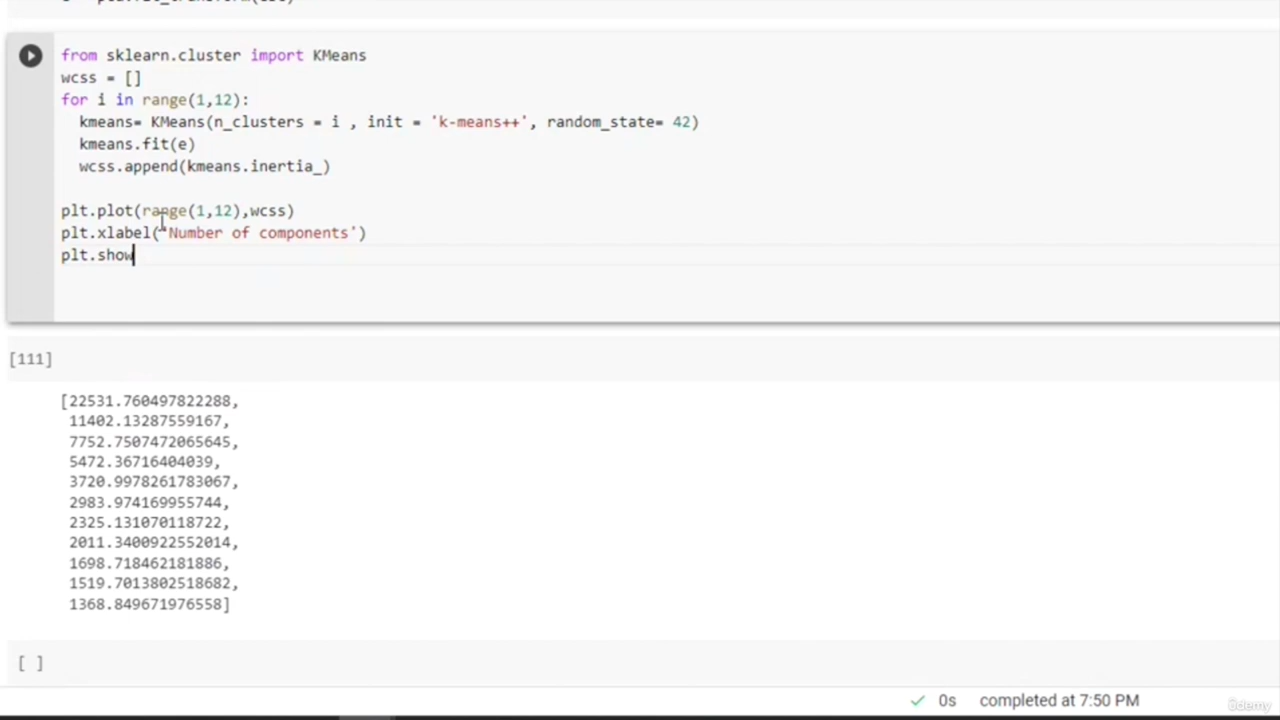 from sklearn.cluster import KMeans
wcss = []
for i in range(1,12):
kmeans= KMeans(n_clusters = i , init = 'k-means++', random_state= 42)
kmeans.fit(e)
wcss.append(kmeans.inertia_)
plt.plot(range(1,12),wcss)
plt.xlabel('Number of components')
plt.show
[111]
[22531.760497822288,
11402.13287559167,
7752.7507472065645,
5472.36716404039,
3720.9978261783067,
2983.974169955744,
2325.131070118722,
2011.3400922552014,
1698.718462181886,
1519.7013802518682,
1368.849671976558]
[ ]
0s completed at 7:50 PM
ûdemy